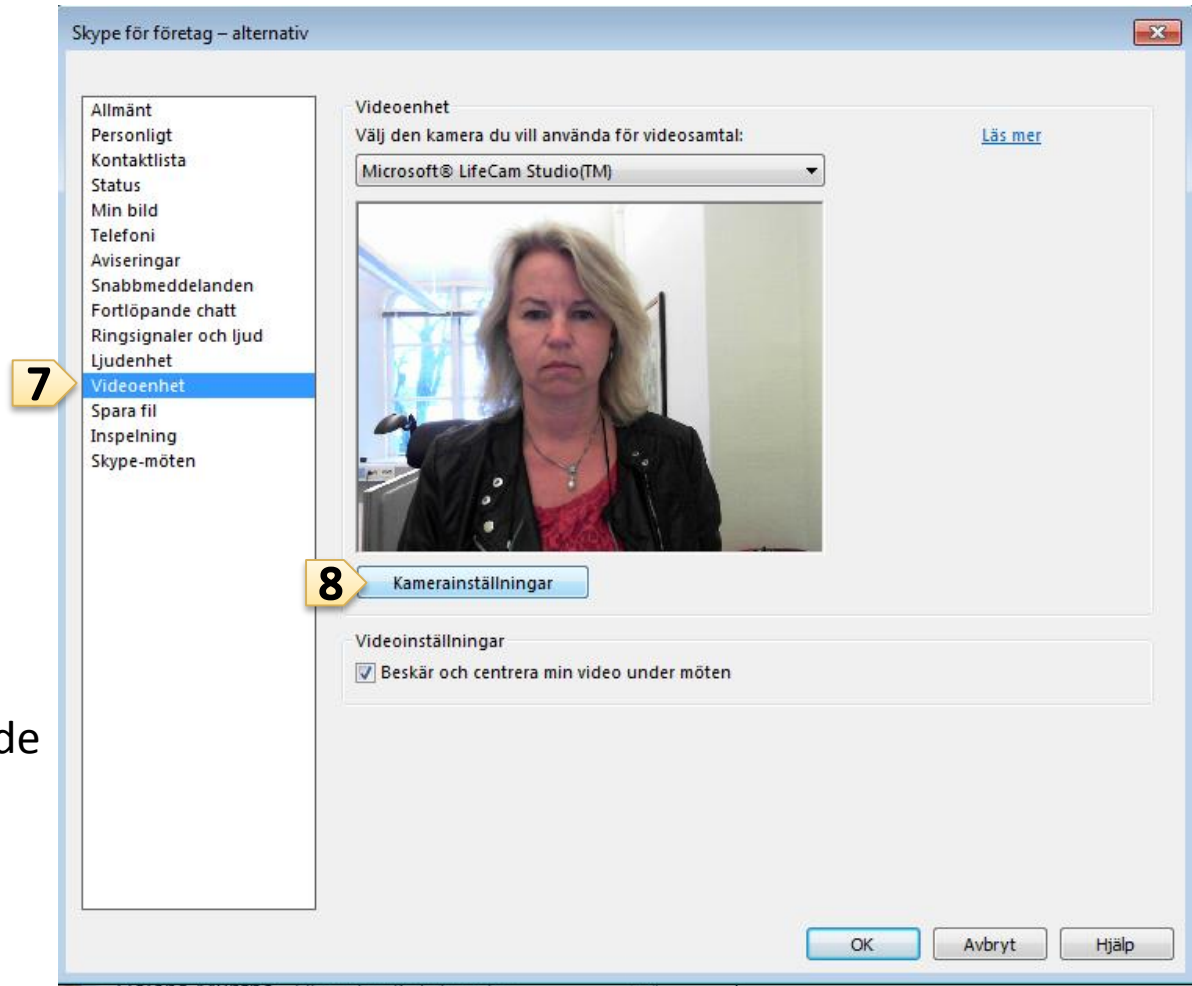 Skype för företag – alternativ
Allmänt
Personligt
Kontaktlista
Status
Min bild
Telefoni
Aviseringar
Snabbmeddelanden
Fortlöpande chatt
Ringsignaler och ljud
Ljudenhet
7
Videoenhet
Spara fil
Inspelning
Skype-möten
Videoenhet
Välj den kamera du vill använda för videosamtal:
Läs mer
Microsoft® LifeCam Studio(TM)
8
Kamerainställningar
Videoinställningar
Beskär och centrera min video under möten
de
OK
Avbryt
Hjälp